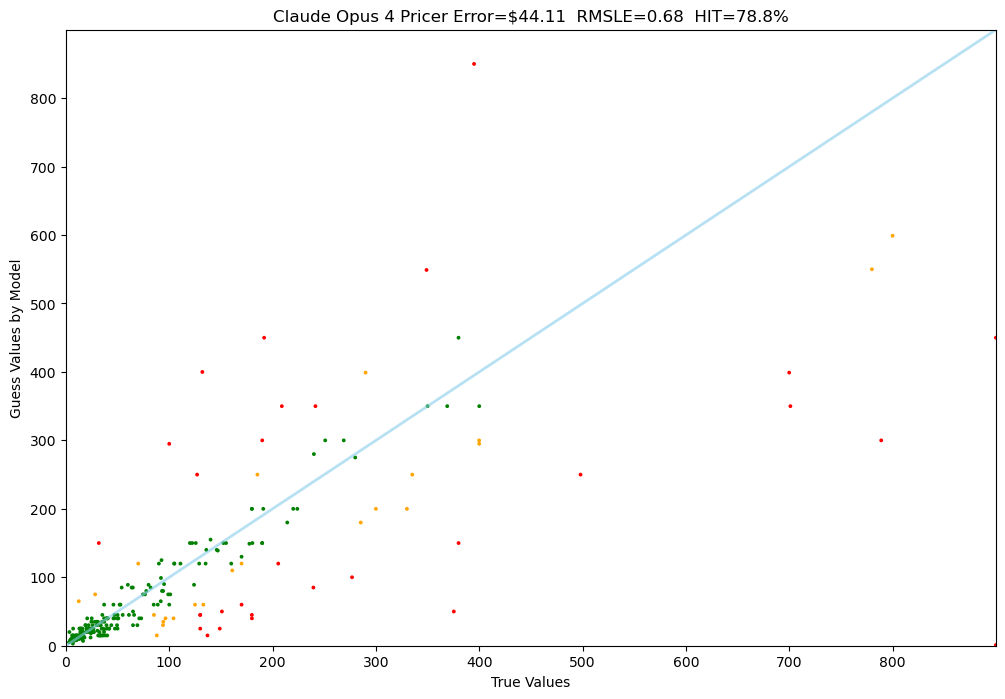 Claude Opus 4 Pricer Error=$44.11 RMSLE=0.68 HIT=78.8%
Guess Values by Model
800
700
600
500
400
300
200
100
0
0 100 200 300 400 500 600 700 800
True Values